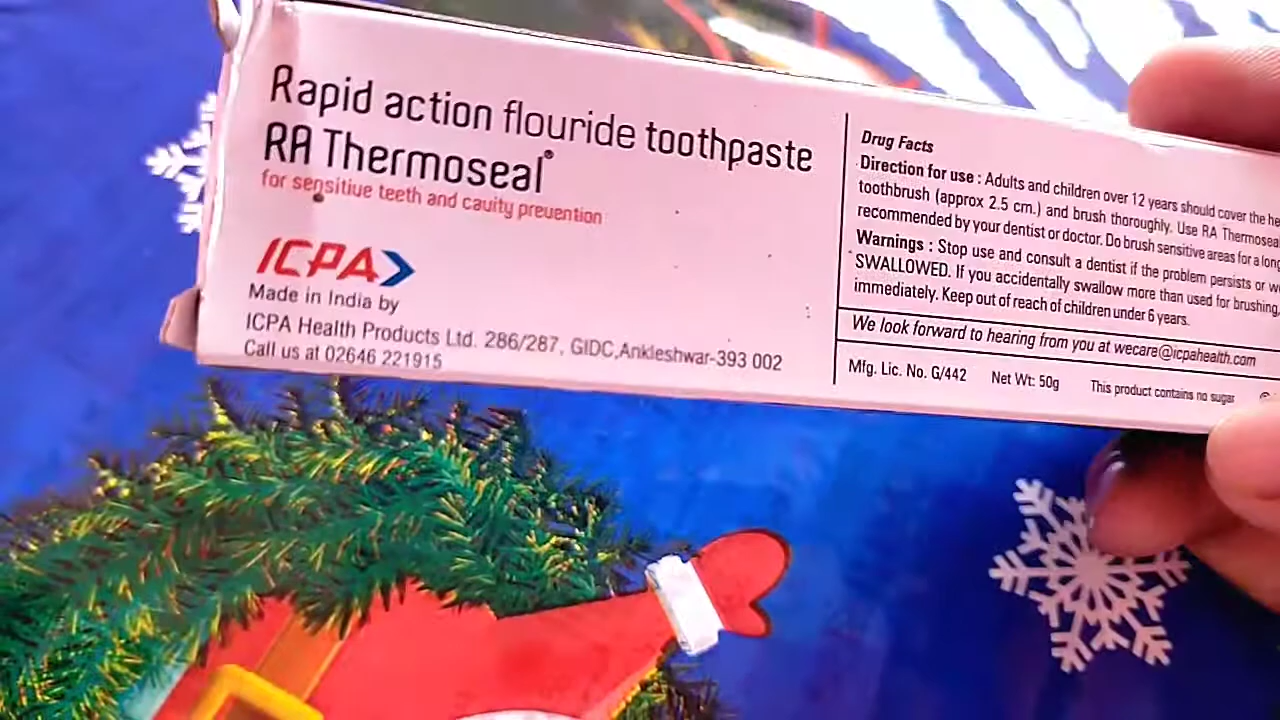 Rapid action flouride toothpaste
RA Thermoseal®
for sensitive teeth and cavity prevention
ICPA
Made in India by
ICPA Health Products Ltd. 286/287, GIDC,Ankleshwar-393 002
Call us at 02646 221915
Drug Facts
Direction for use : Adults and children over 12 years should cover the
toothbrush (approx 2.5 cm.) and brush thoroughly. Use RA Thermoseal
recommended by your dentist or doctor. Do brush sensitive areas for a
Warnings : Stop use and consult a dentist if the problem persists or
SWALLOWED. If you accidentally swallow more than used for brushing,
immediately. Keep out of reach of children under 6 years.
We look forward to hearing from you at wecare@icpahealth.com
Mfg. Lic. No. G/442 Net Wt: 50g This product contains no sugar